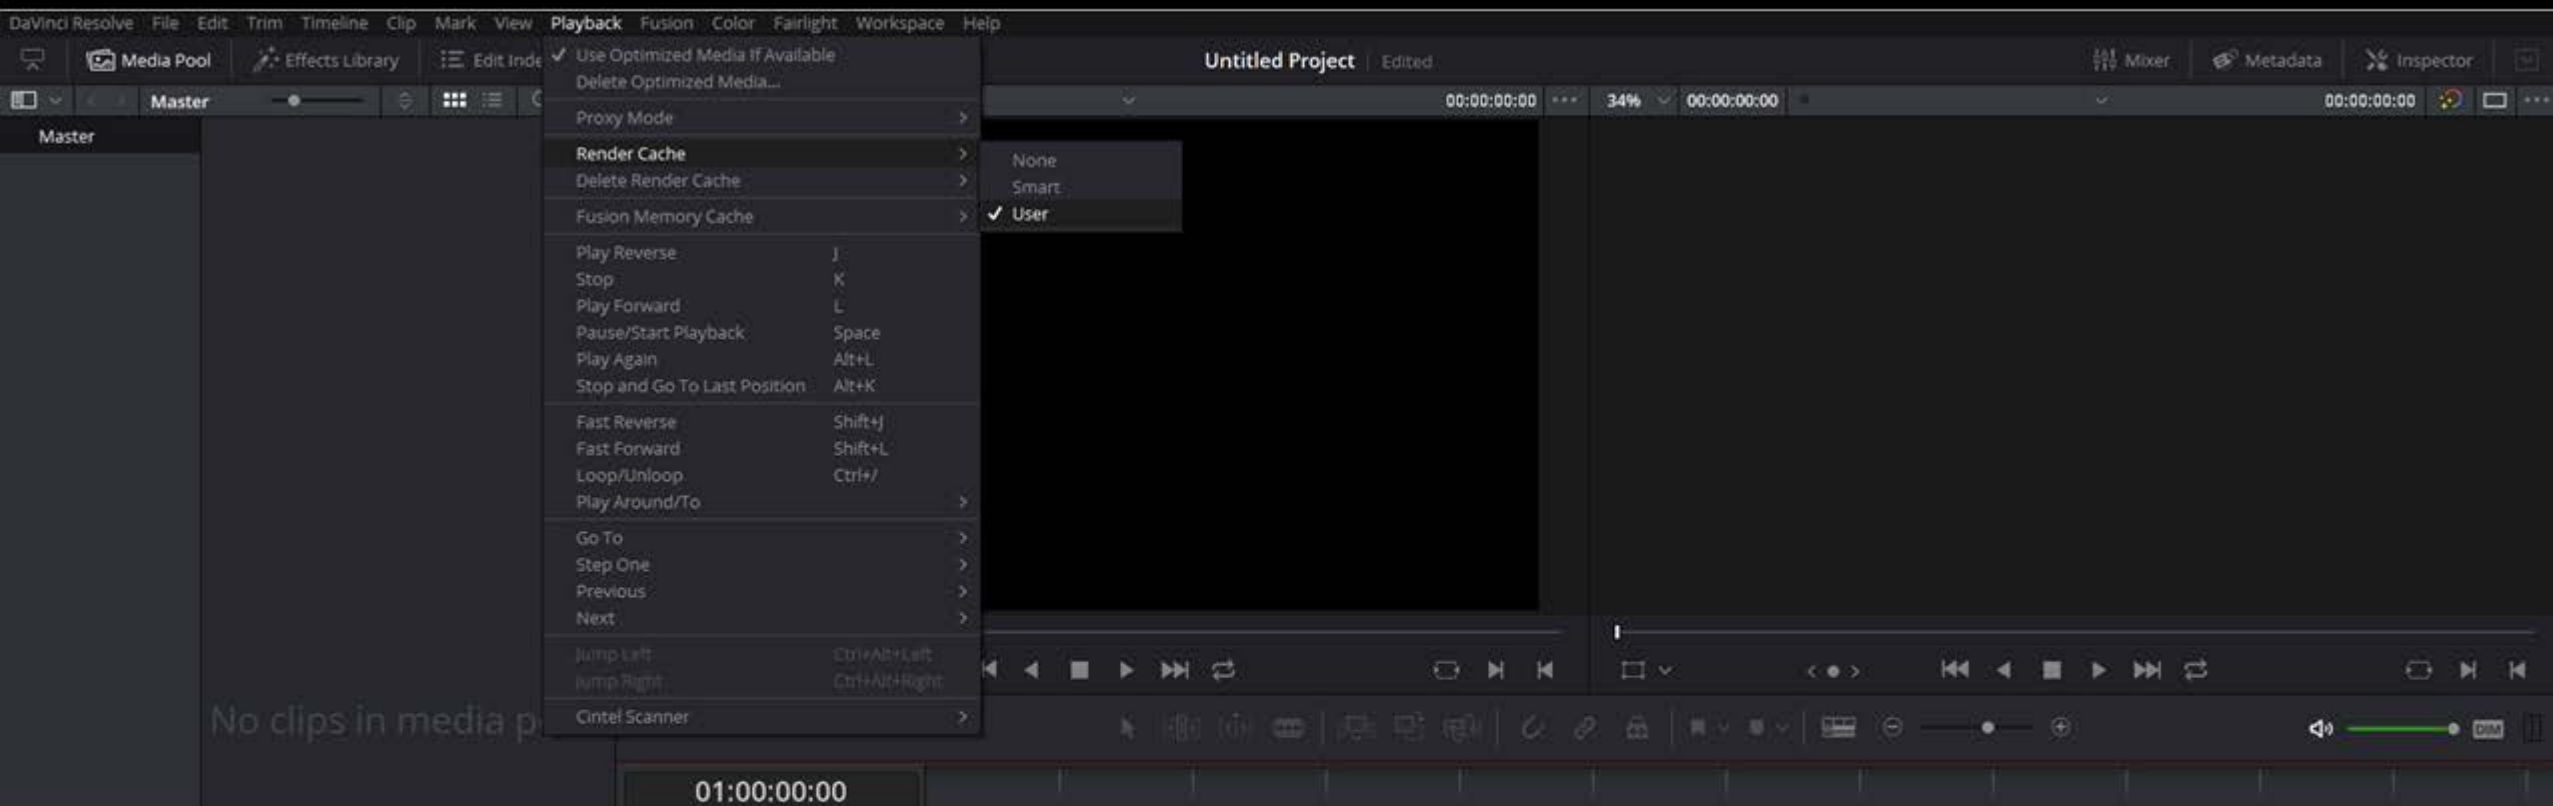 DaVinci Resolve File Edit Trim Timeline Clip Mark View Playback Fusion Color Fairlight Workspace Help
Media Pool Effects Library Edit Inde Untitled Project Edited Mixer Metadata Inspector
Master 00:00:00:00 34% 00:00:00:00 00:00:00:00
Master
Use Optimized Media If Available
Delete Optimized Media...
Proxy Mode
Render Cache
Delete Render Cache
Fusion Memory Cache
None
Smart
User
Play Reverse J
Stop K
Play Forward L
Pause/Start Playback Space
Play Again Alt+L
Stop and Go To Last Position Alt+K
Fast Reverse Shift+J
Fast Forward Shift+L
Loop/Unloop Ctrl+/
Play Around/To
Go To
Step One
Previous
Next
Jump Left Ctrl+Alt+Left
Jump Right Ctrl+Alt+Right
Cintel Scanner
No clips in media p
DIM
01:00:00:00